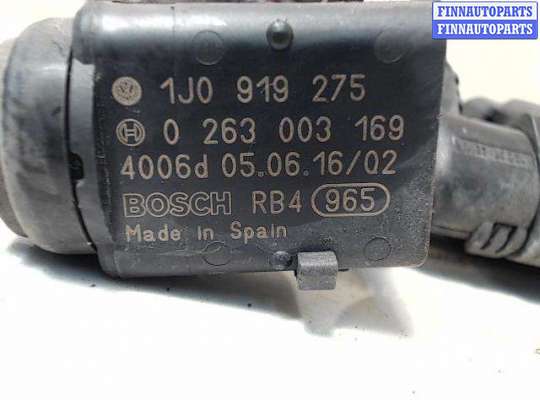 FINNAUTOPARTS
FINNAUTOPARTS
1J0 919 275
0 263 003 169
4006d 05.06.16/02
BOSCH RB4 965
Made in Spain